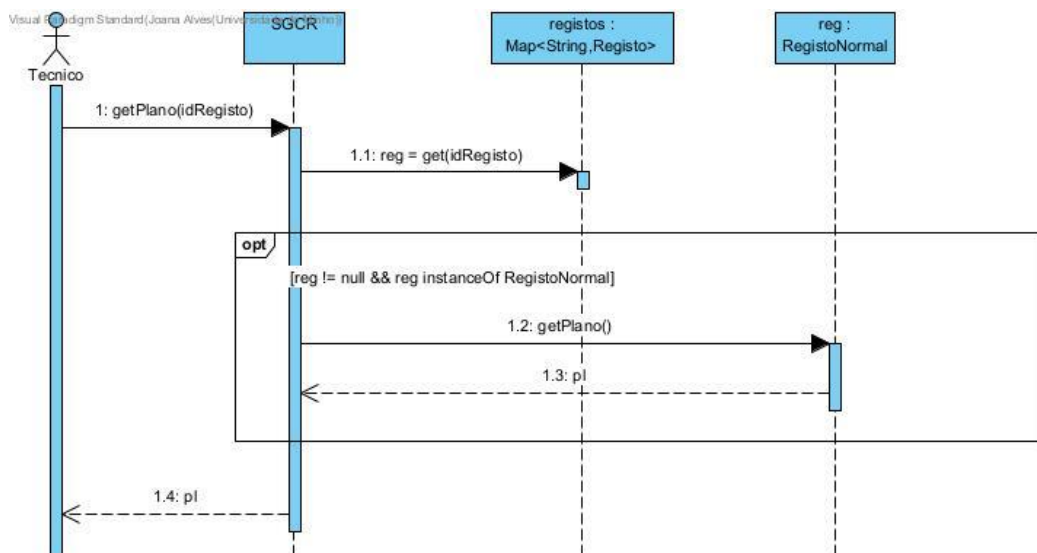 Visual Paradigm Standard(Joana Alves(Universidade do Minho))
SGCR
registos :
Map<String,Registo>
reg :
RegistoNormal
Tecnico
1: getPlano(idRegisto)
1.1: reg = get(idRegisto)
opt
[reg != null && reg instanceOf RegistoNormal]
1.2: getPlano()
1.3: pl
1.4: pl